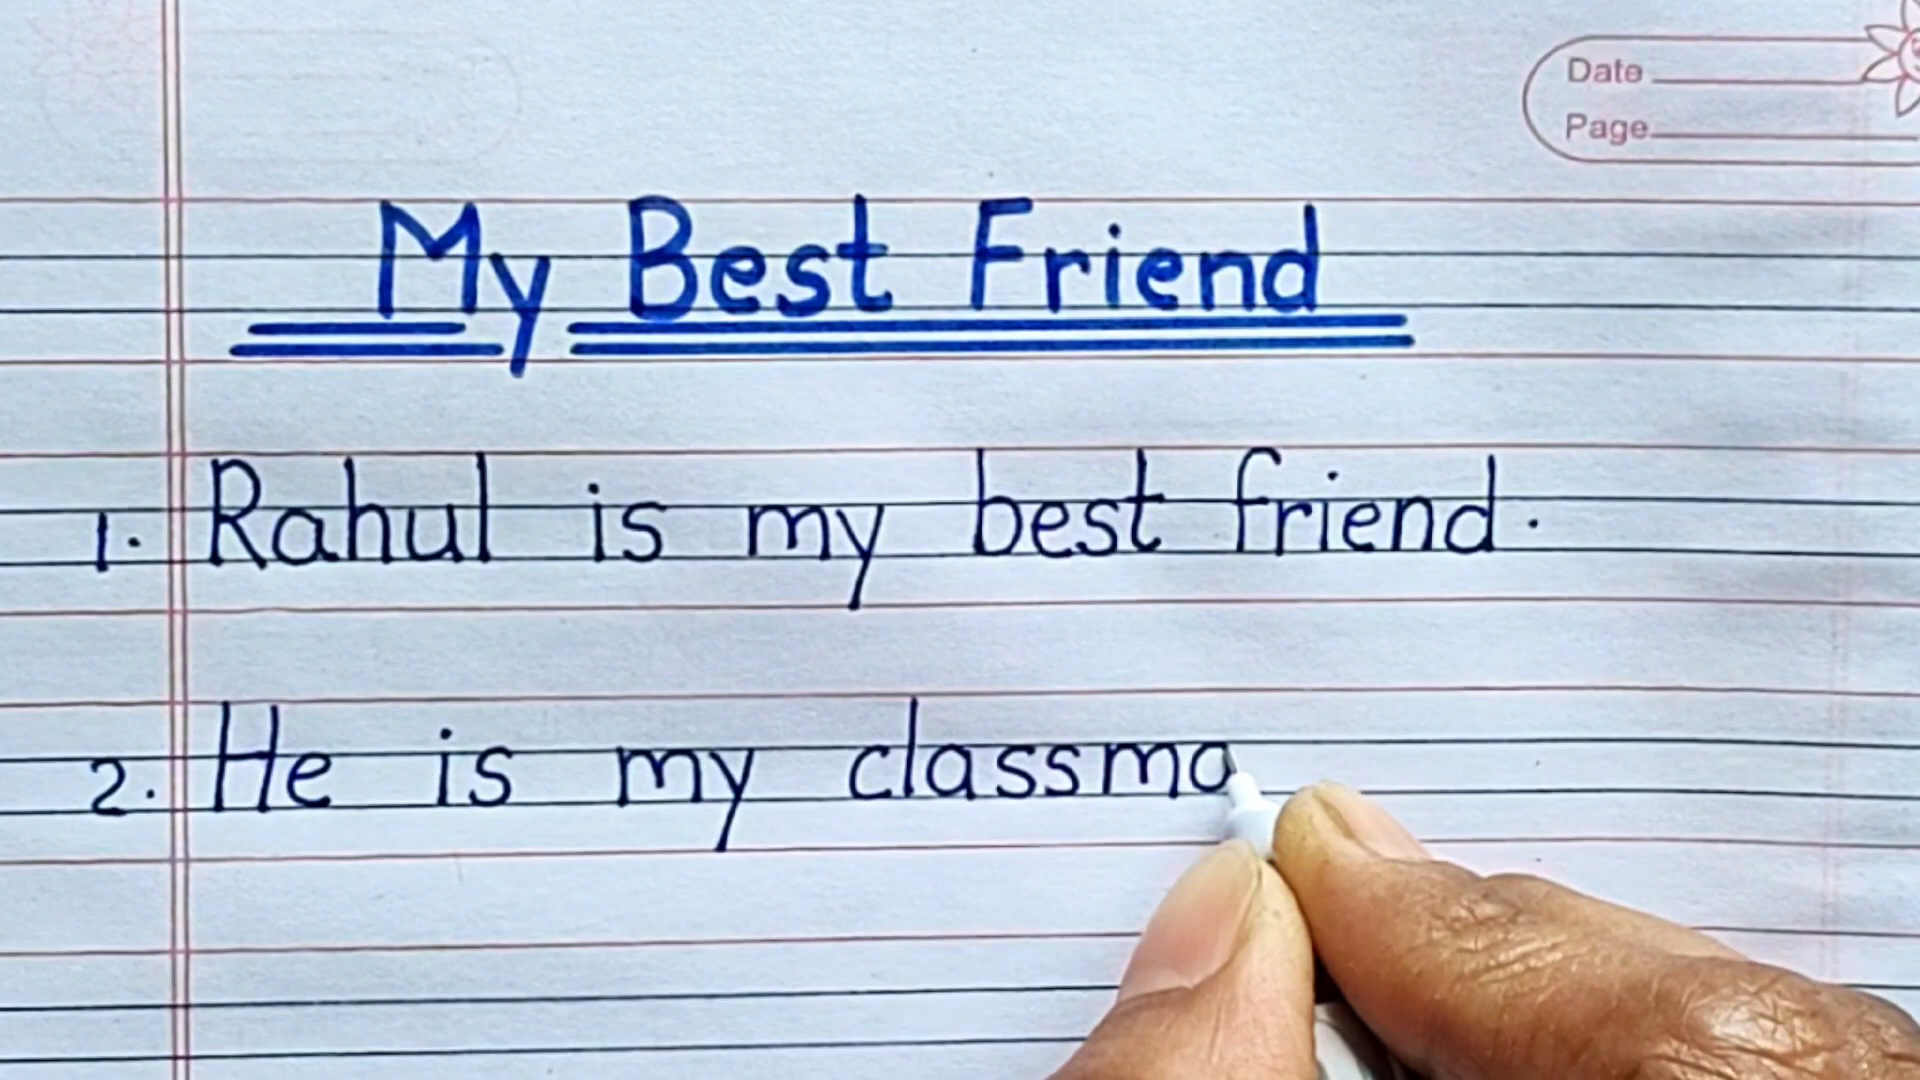 Date
Page
My Best Friend
1. Rahul is my best friend.
2. He is my classma